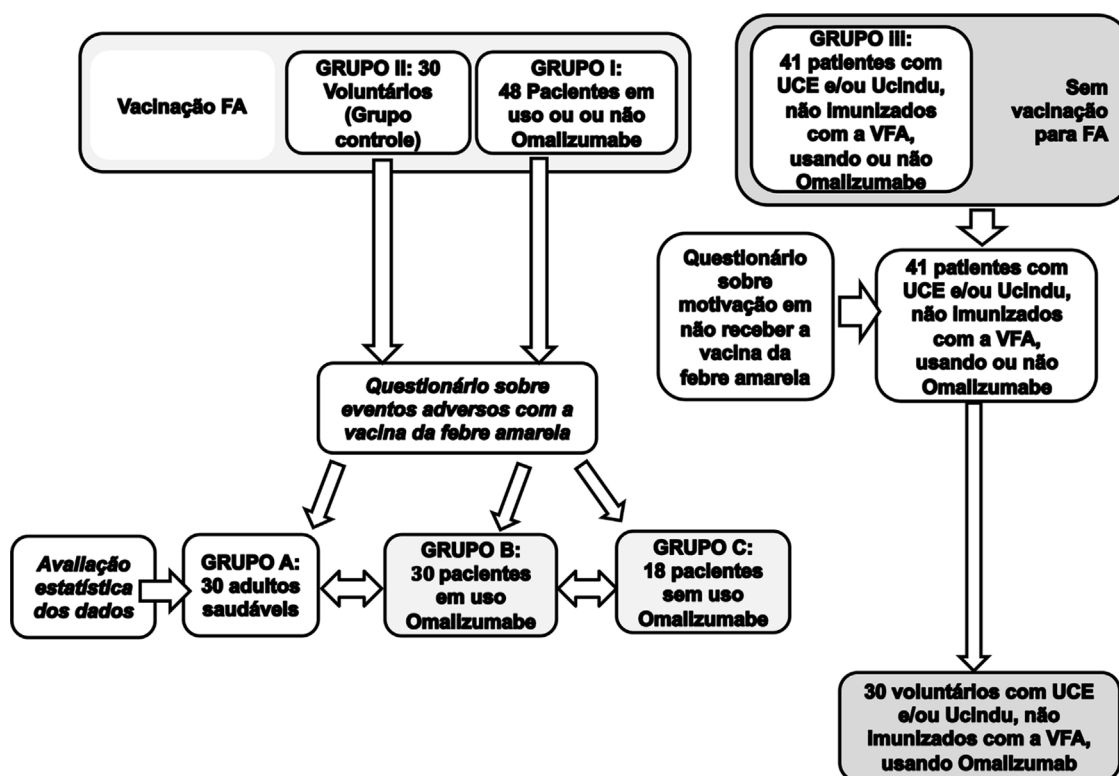 Vacinação FA
GRUPO II: 30
Voluntários
(Grupo
controle)
GRUPO I:
48 Pacientes em
uso ou ou não
Omalizumabe
GRUPO III:
41 patientes com
UCE e/ou Ucindu,
não imunizados
com a VFA,
usando ou não
Omalizumabe
Sem
vacinação
para FA
Questionário
sobre
motivação em
não receber a
vacina da
febre amarela
41 patientes com
UCE e/ou Ucindu,
não imunizados
com a VFA,
usando ou não
Omalizumabe
Questionário sobre
eventos adversos com a
vacina da febre amarela
Avaliação
estatística
dos dados
GRUPO A:
30 adultos
saudáveis
GRUPO B:
30 pacientes
em uso
Omalizumabe
GRUPO C:
18 pacientes
sem uso
Omalizumabe
30 voluntários com UCE
e/ou Ucindu, não
imunizados com a VFA,
usando Omalizumab